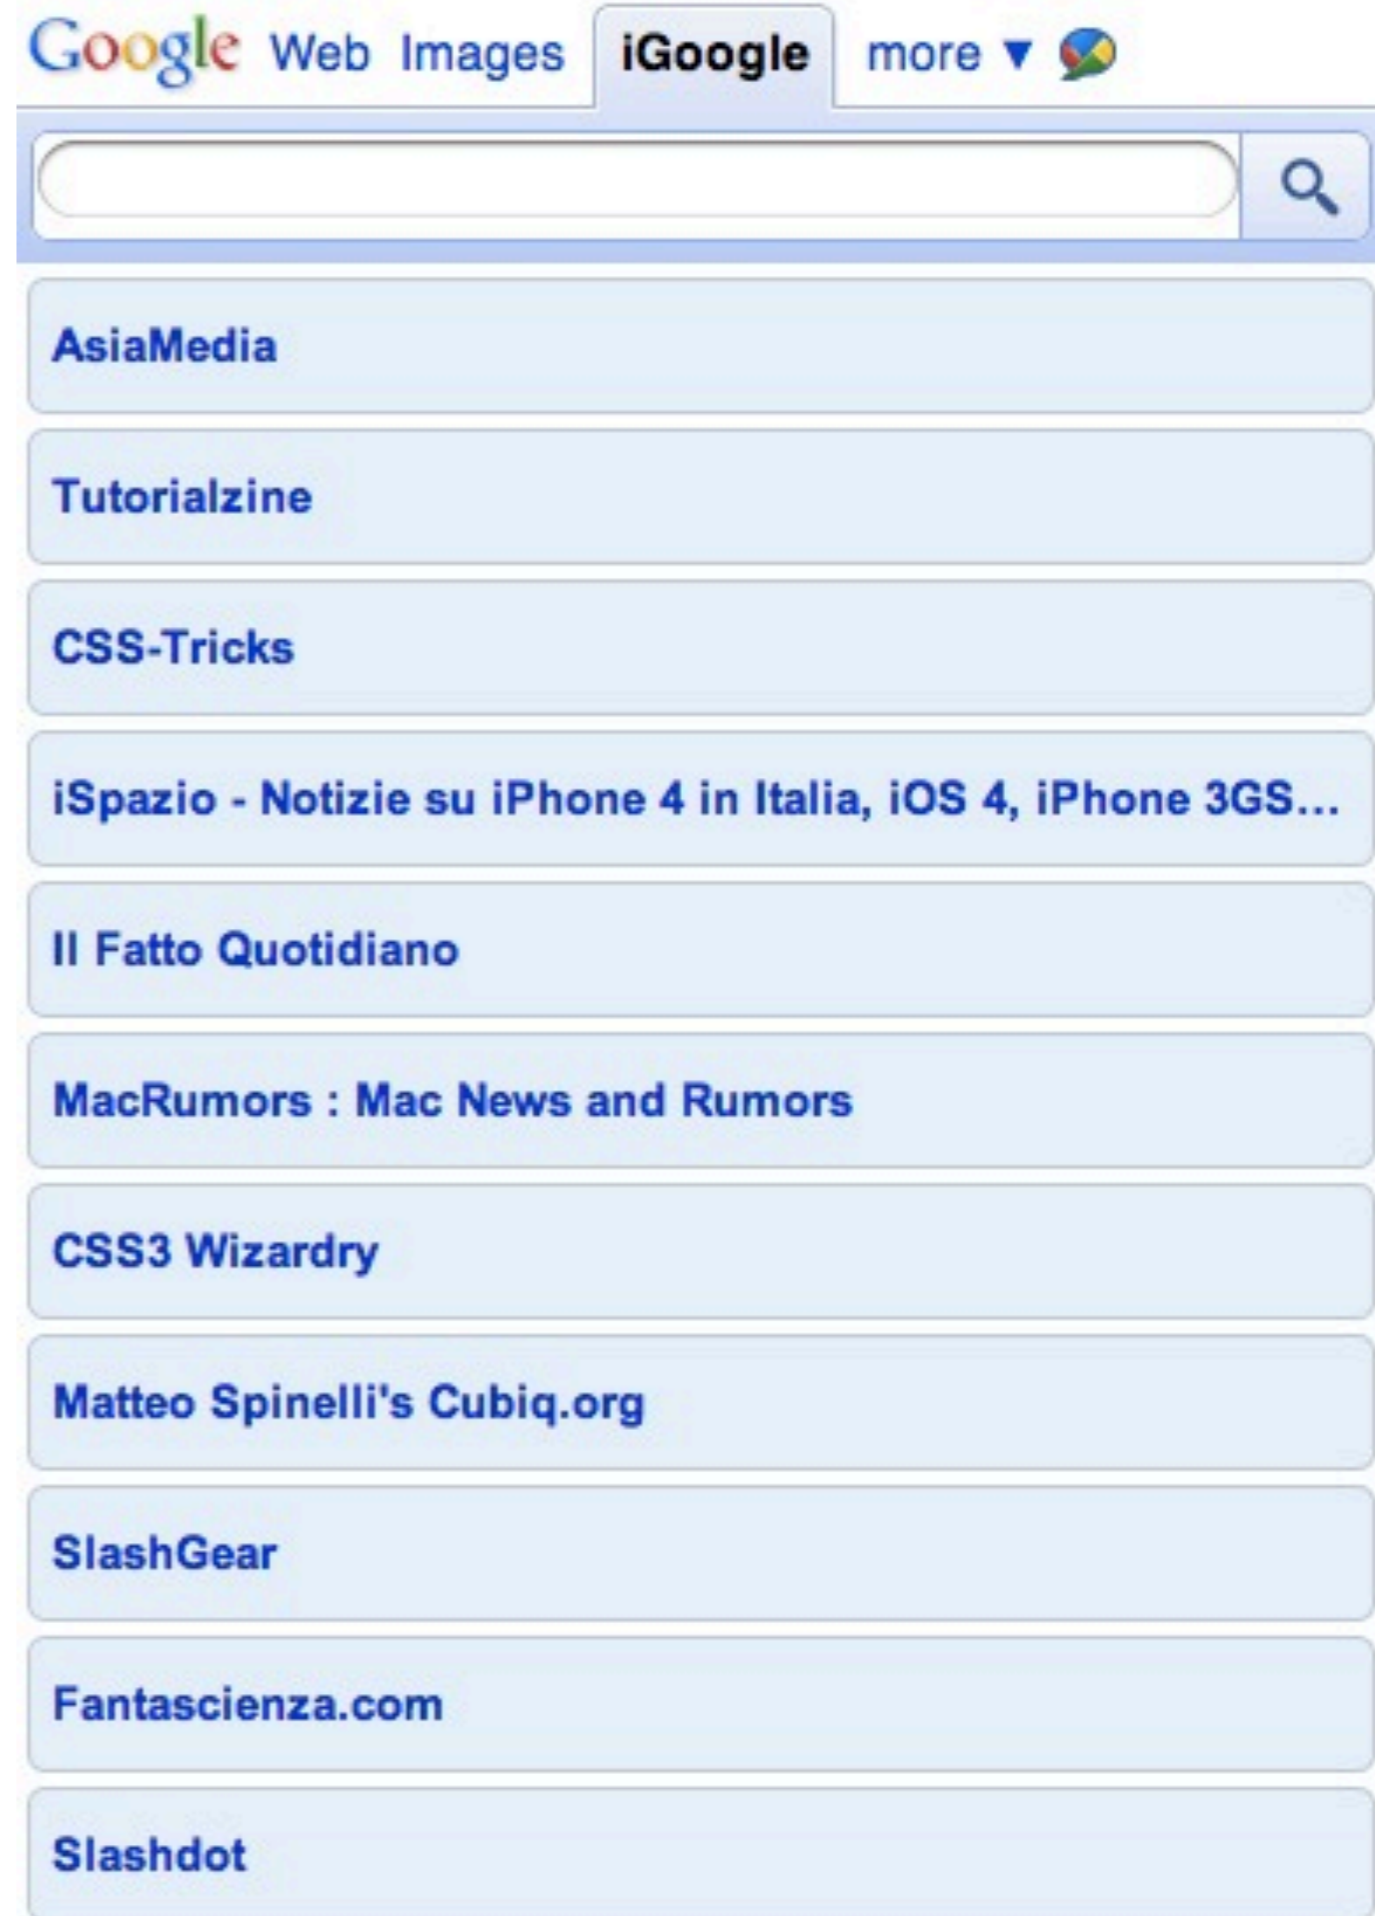 Google Web Images iGoogle more ▼
AsiaMedia
Tutorialzine
CSS-Tricks
iSpazio - Notizie su iPhone 4 in Italia, iOS 4, iPhone 3GS...
Il Fatto Quotidiano
MacRumors : Mac News and Rumors
CSS3 Wizardry
Matteo Spinelli's Cubiq.org
SlashGear
Fantascienza.com
Slashdot